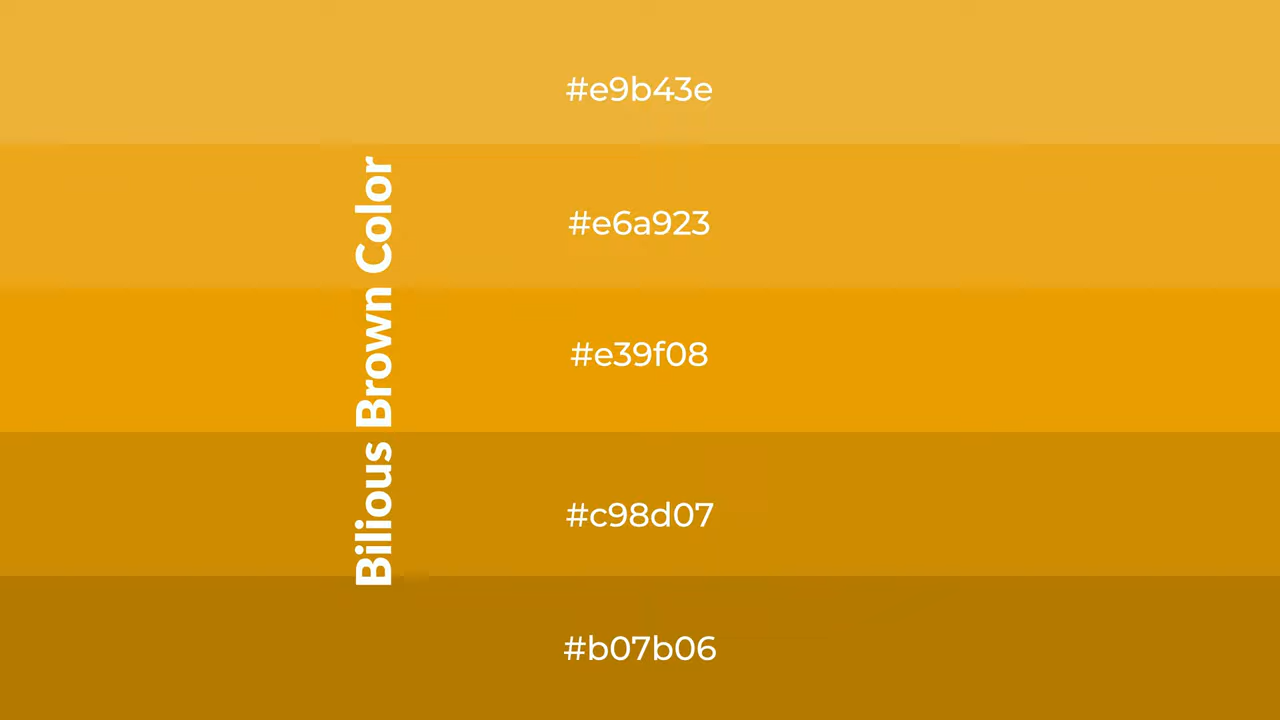 Bilious Brown Color
#e9b43e
#e6a923
#e39f08
#c98d07
#b07b06